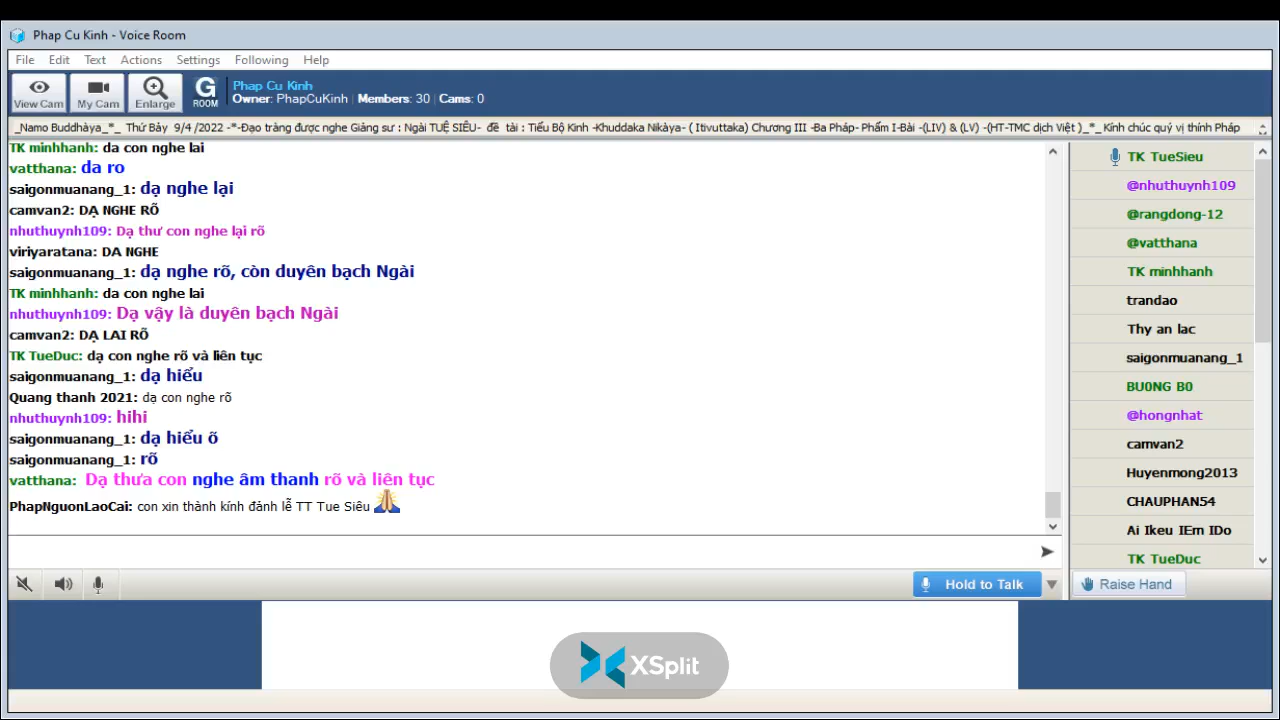 Phap Cu Kinh - Voice Room
File Edit Text Actions Settings Following Help
View Cam My Cam Enlarge G ROOM
Phap Cu Kinh
Owner: PhapCuKinh | Members: 30 | Cams: 0
_Namo Buddhàya_*_ Thứ Bảy 9/4 /2022 -*-Đạo tràng được nghe Giảng sư : Ngài TUỆ SIÊU- đề tài : Tiểu Bộ Kinh -Khuddaka Nikàya- ( Itivuttaka) Chương III -Ba Pháp- Phẩm I-Bài -(LIV) & (LV) -(HT-TMC dịch Việt )_*_ Kính chúc quý vị thính Pháp
TK minhhanh: da con nghe lai
vatthana: da ro
saigonmuanang_1: dạ nghe lại
camvan2: DẠ NGHE RÕ
nhuthuynh109: Dạ thư con nghe lại rõ
viriyaratana: DA NGHE
saigonmuanang_1: dạ nghe rõ, còn duyên bạch Ngài
TK minhhanh: da con nghe lai
nhuthuynh109: Dạ vậy là duyên bạch Ngài
camvan2: DẠ LAI RÕ
TK TueDuc: dạ con nghe rõ và liên tục
saigonmuanang_1: dạ hiểu
Quang thanh 2021: dạ con nghe rõ
nhuthuynh109: hihi
saigonmuanang_1: dạ hiểu õ
saigonmuanang_1: rõ
vatthana: Dạ thưa con nghe âm thanh rõ và liên tục
PhapNguonLaoCai: con xin thành kính đảnh lễ TT Tue Siêu
TK TueSieu
@nhuthuynh109
@rangdong-12
@vatthana
TK minhhanh
trandao
Thy an lac
saigonmuanang_1
BU0NG B0
@hongnhat
camvan2
Huyenmong2013
CHAUPHAN54
Ai Ikeu IEm IDo
TK TueDuc
Hold to Talk
Raise Hand
XSplit